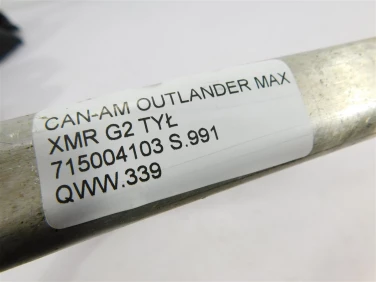 CAN-AM OUTLANDER MAX
XMR G2 TYŁ
715004103 S.991
QWW.339